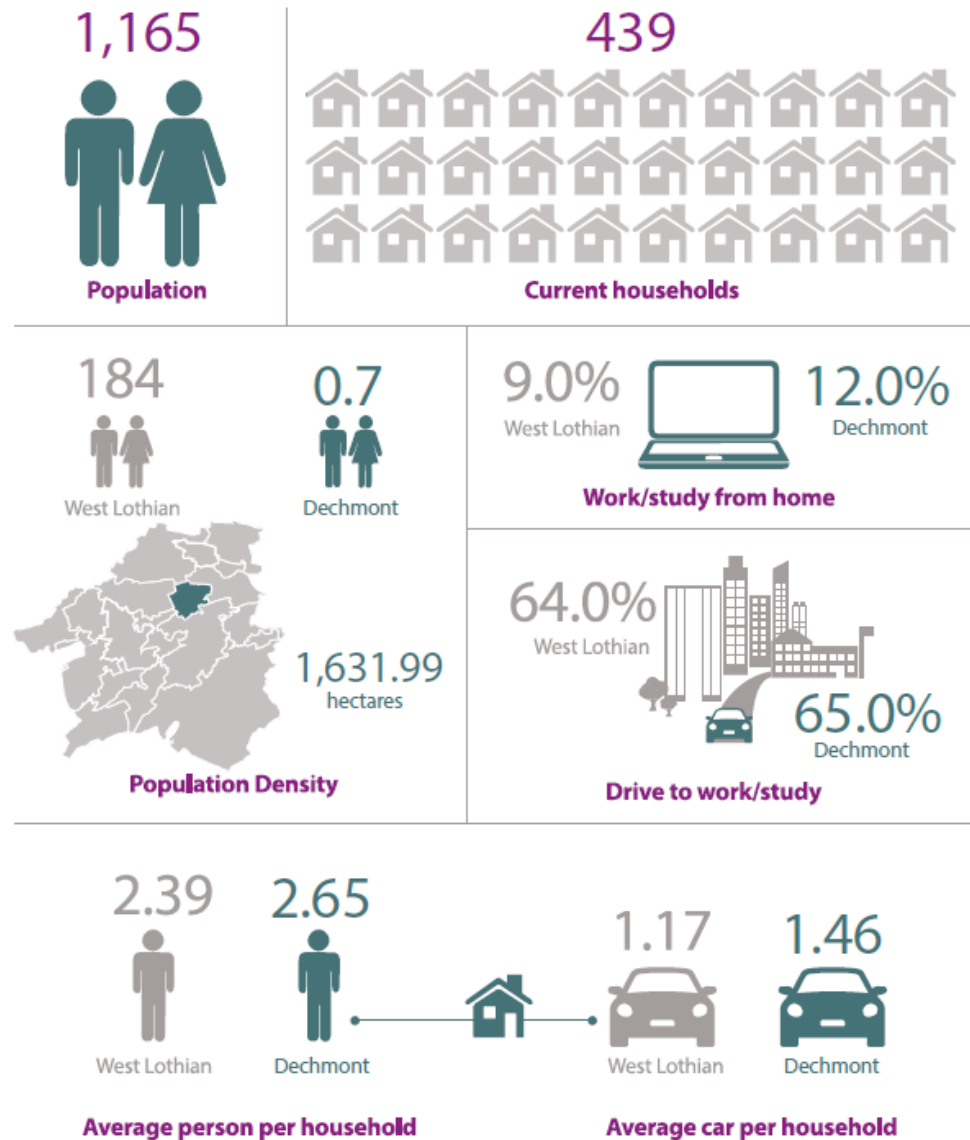 1,165
Population
439
Current households
184
West Lothian
0.7
Dechmont
1,631.99
hectares
Population Density
9.0%
West Lothian
12.0%
Dechmont
Work/study from home
64.0%
West Lothian
65.0%
Dechmont
Drive to work/study
2.39
West Lothian
2.65
Dechmont
Average person per household
1.17
West Lothian
1.46
Dechmont
Average car per household